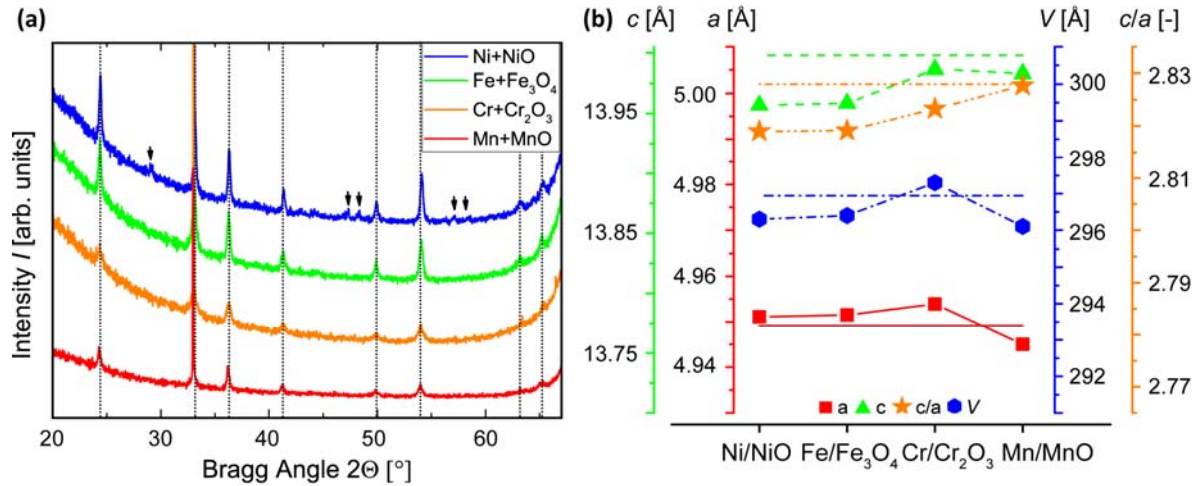 (a)
Intensity I [arb. units]
Ni+NiO
Fe+Fe₃O₄
Cr+Cr₂O₃
Mn+MnO
20 30 40 50 60
Bragg Angle 2Θ [°]
(b)
c [Å] a [Å] V [Å] c/a [-]
13.95
13.85
13.75
5.00
4.98
4.96
4.94
300
298
296
294
292
2.83
2.81
2.79
2.77
a c c/a V
Ni/NiO Fe/Fe₃O₄ Cr/Cr₂O₃ Mn/MnO